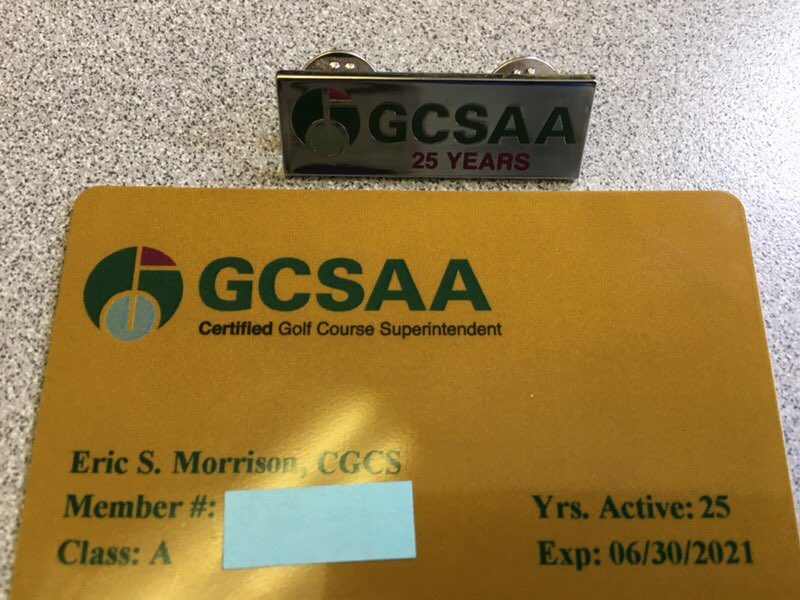 GCSAA
25 YEARS
GCSAA
Certified Golf Course Superintendent
Eric S. Morrison, CGCS
Member #:
Yrs. Active: 25
Class: A
Exp: 06/30/2021